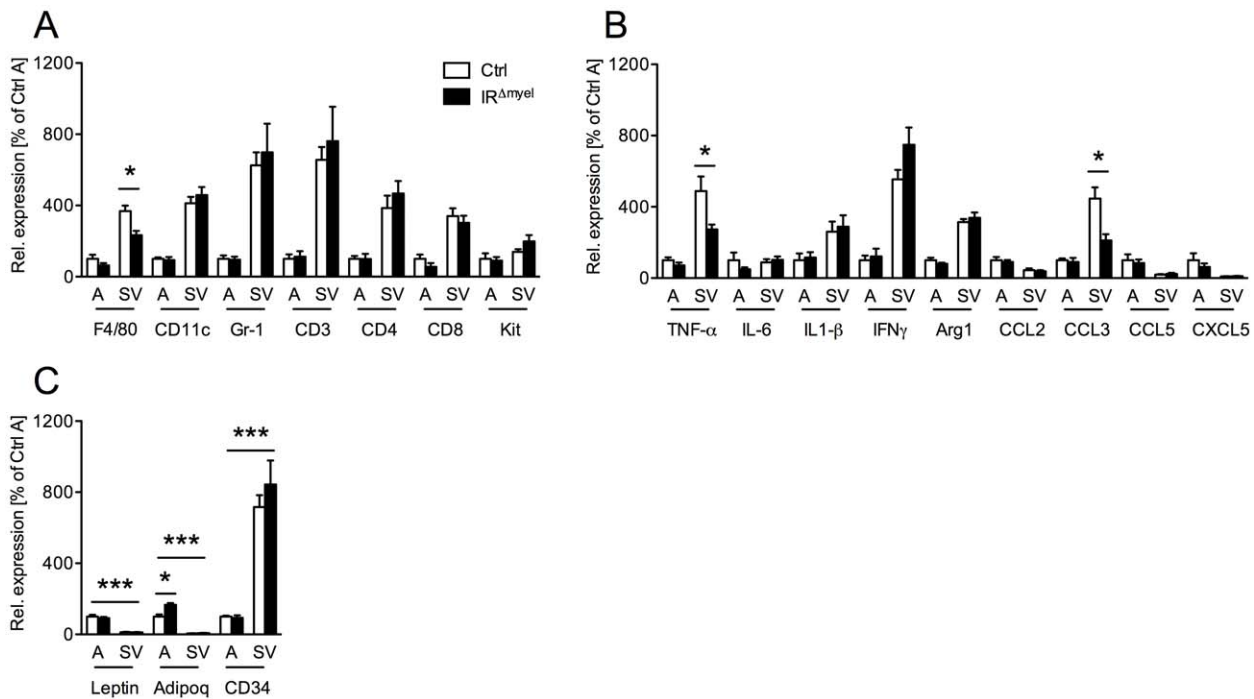 A
Rel. expression [% of Ctrl A]
1200
800
400
0
Ctrl
IRΔmyel
*
A SV A SV A SV A SV A SV A SV A SV
F4/80 CD11c Gr-1 CD3 CD4 CD8 Kit
B
Rel. expression [% of Ctrl A]
1200
800
400
0
*
*
A SV A SV A SV A SV A SV A SV A SV A SV A SV
TNF-α IL-6 IL1-β IFNγ Arg1 CCL2 CCL3 CCL5 CXCL5
C
Rel. expression [% of Ctrl A]
1200
800
400
0
***
***
*
***
A SV A SV A SV
Leptin Adipoq CD34